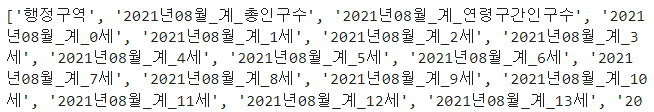 ['행정구역', '2021년08월_계_총인구수', '2021년08월_계_연령구간인구수', '2021
년08월_계_0세', '2021년08월_계_1세', '2021년08월_계_2세', '2021년08월_계_3
세', '2021년08월_계_4세', '2021년08월_계_5세', '2021년08월_계_6세', '2021
년08월_계_7세', '2021년08월_계_8세', '2021년08월_계_9세', '2021년08월_계_10
세', '2021년08월_계_11세', '2021년08월_계_12세', '2021년08월_계_13세', '20